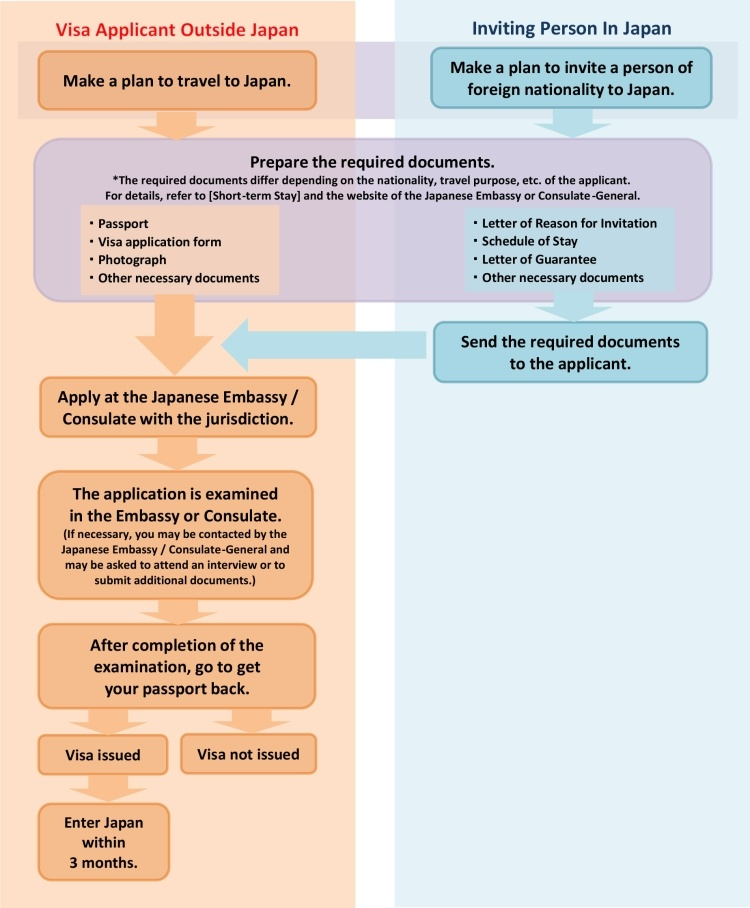 Visa Applicant Outside Japan
Inviting Person In Japan
Make a plan to travel to Japan.
Make a plan to invite a person of
foreign nationality to Japan.
Prepare the required documents.
*The required documents differ depending on the nationality, travel purpose, etc. of the applicant.
For details, refer to [Short-term Stay] and the website of the Japanese Embassy or Consulate-General.
・Passport
・Visa application form
・Photograph
・Other necessary documents
・Letter of Reason for Invitation
・Schedule of Stay
・Letter of Guarantee
・Other necessary documents
Send the required documents
to the applicant.
Apply at the Japanese Embassy /
Consulate with the jurisdiction.
The application is examined
in the Embassy or Consulate.
(If necessary, you may be contacted by the
Japanese Embassy / Consulate-General and
may be asked to attend an interview or to
submit additional documents.)
After completion of the
examination, go to get
your passport back.
Visa issued
Visa not issued
Enter Japan
within
3 months.